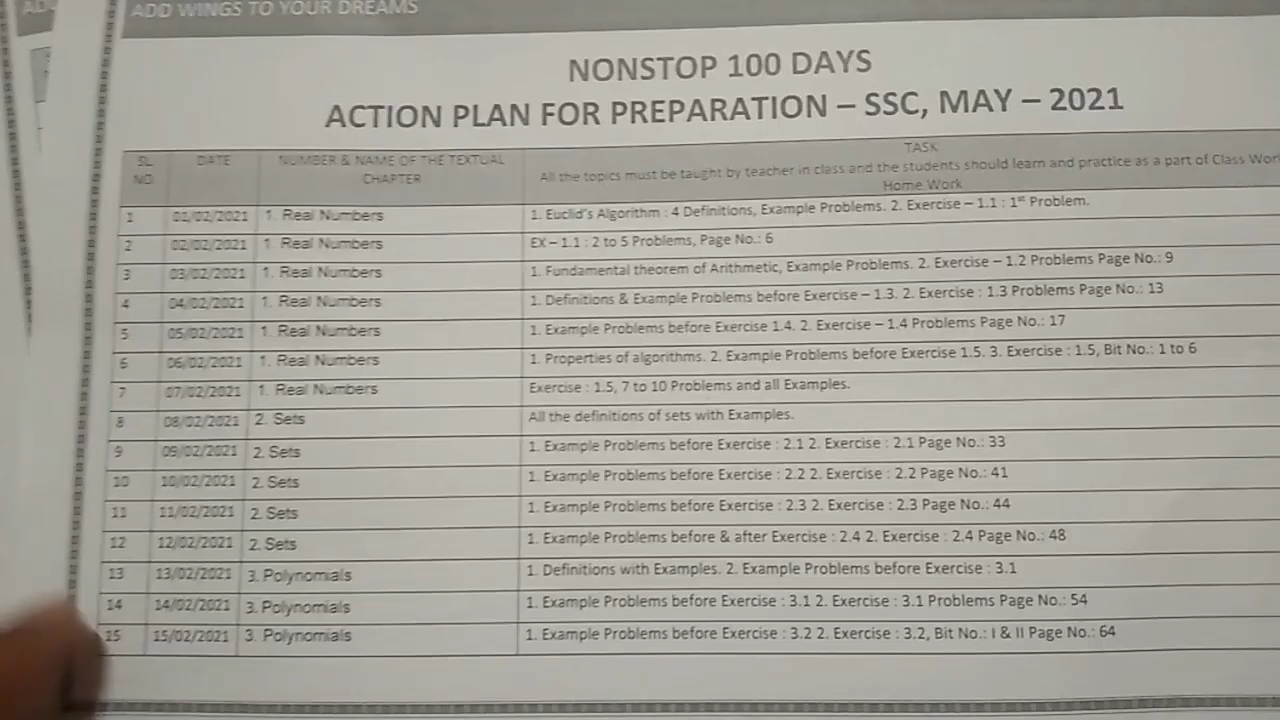 AD
ADD WINGS TO YOUR DREAMS
NONSTOP 100 DAYS
ACTION PLAN FOR PREPARATION – SSC, MAY – 2021
SL NO DATE NUMBER & NAME OF THE TEXTUAL CHAPTER TASK
All the topics must be taught by teacher in class and the students should learn and practice as a part of Class Wor
Home Work
1 01/02/2021 1. Real Numbers 1. Euclid's Algorithm : 4 Definitions, Example Problems. 2. Exercise – 1.1 : 1st Problem.
2 02/02/2021 1. Real Numbers EX – 1.1 : 2 to 5 Problems, Page No.: 6
3 03/02/2021 1. Real Numbers 1. Fundamental theorem of Arithmetic, Example Problems. 2. Exercise – 1.2 Problems Page No.: 9
4 04/02/2021 1. Real Numbers 1. Definitions & Example Problems before Exercise – 1.3. 2. Exercise : 1.3 Problems Page No.: 13
5 05/02/2021 1. Real Numbers 1. Example Problems before Exercise 1.4. 2. Exercise – 1.4 Problems Page No.: 17
6 06/02/2021 1. Real Numbers 1. Properties of algorithms. 2. Example Problems before Exercise 1.5. 3. Exercise : 1.5, Bit No.: 1 to 6
7 07/02/2021 1. Real Numbers Exercise : 1.5, 7 to 10 Problems and all Examples.
8 08/02/2021 2. Sets All the definitions of sets with Examples.
9 09/02/2021 2. Sets 1. Example Problems before Exercise : 2.1 2. Exercise : 2.1 Page No.: 33
10 10/02/2021 2. Sets 1. Example Problems before Exercise : 2.2 2. Exercise : 2.2 Page No.: 41
11 11/02/2021 2. Sets 1. Example Problems before Exercise : 2.3 2. Exercise : 2.3 Page No.: 44
12 12/02/2021 2. Sets 1. Example Problems before & after Exercise : 2.4 2. Exercise : 2.4 Page No.: 48
13 13/02/2021 3. Polynomials 1. Definitions with Examples. 2. Example Problems before Exercise : 3.1
14 14/02/2021 3. Polynomials 1. Example Problems before Exercise : 3.1 2. Exercise : 3.1 Problems Page No.: 54
15 15/02/2021 3. Polynomials 1. Example Problems before Exercise : 3.2 2. Exercise : 3.2, Bit No.: I & II Page No.: 64